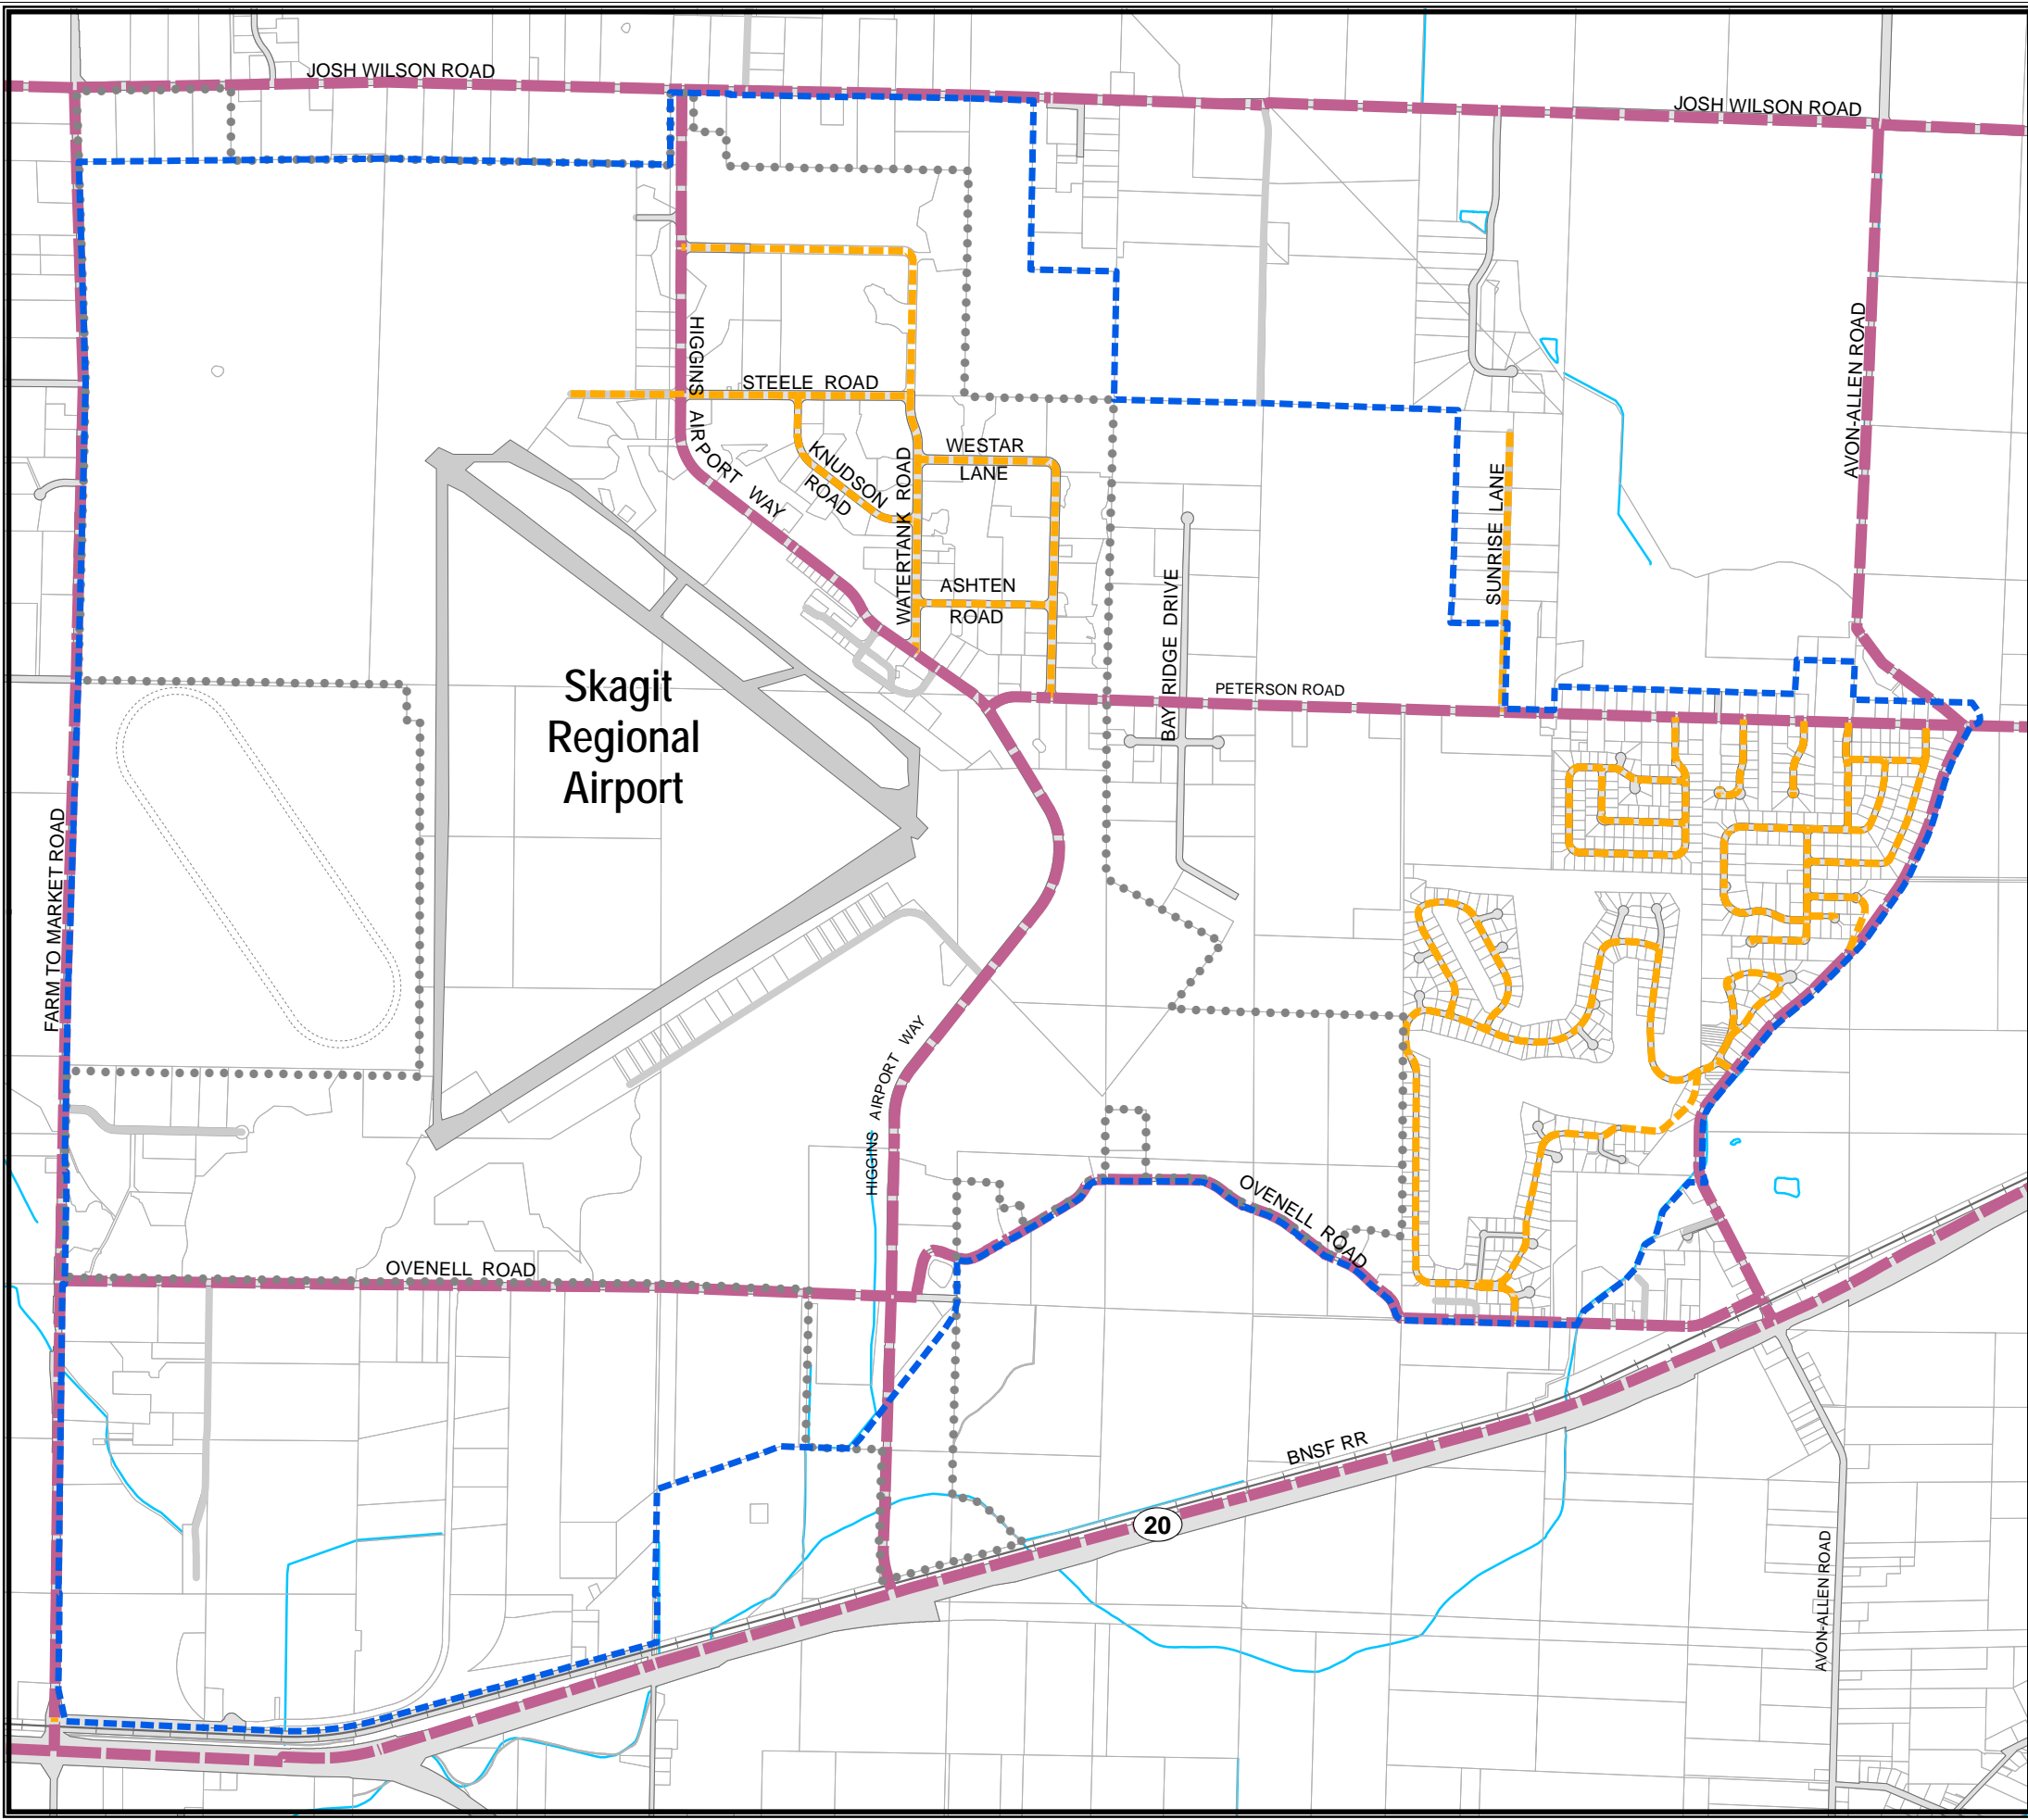 JOSH WILSON ROAD
JOSH WILSON ROAD
HIGGINS AIRPORT WAY
STEELE ROAD
KNUDSON
ROAD
WATERTANK ROAD
WESTAR
LANE
ASHTEN
ROAD
AVON-ALLEN ROAD
SUNRISE LANE
BAY RIDGE DRIVE
PETERSON ROAD
Skagit
Regional
Airport
FARM TO MARKET ROAD
HIGGINS AIRPORT WAY
OVENELL ROAD
OVENELL ROAD
BNSF RR
20
AVON-ALLEN ROAD